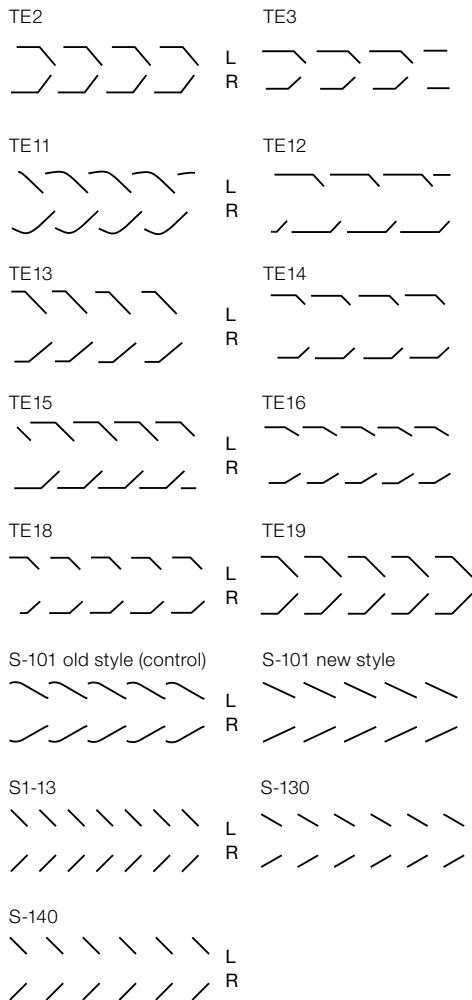 TE2 TE3
L
R
TE11 TE12
L
R
TE13 TE14
L
R
TE15 TE16
L
R
TE18 TE19
L
R
S-101 old style (control) S-101 new style
L
R
S1-13 S-130
L
R
S-140
L
R